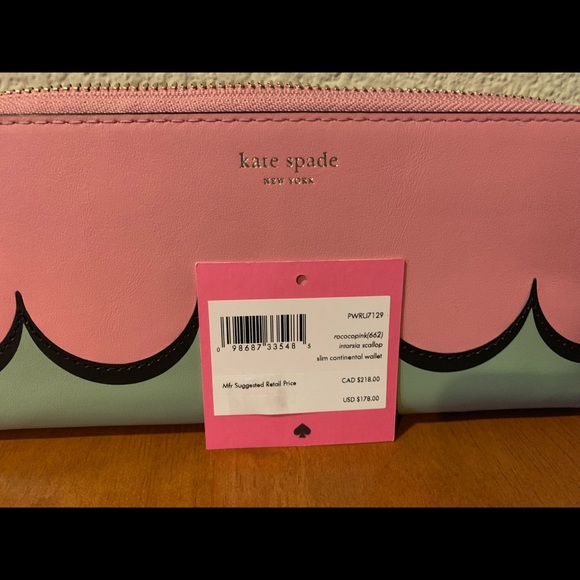 kate spade
NEW YORK
PWRU7129
rococopink(662)
intarsia scallop
slim continental wallet
0 98687 33548 5
Mfr Suggested Retail Price
CAD $218.00
USD $178.00